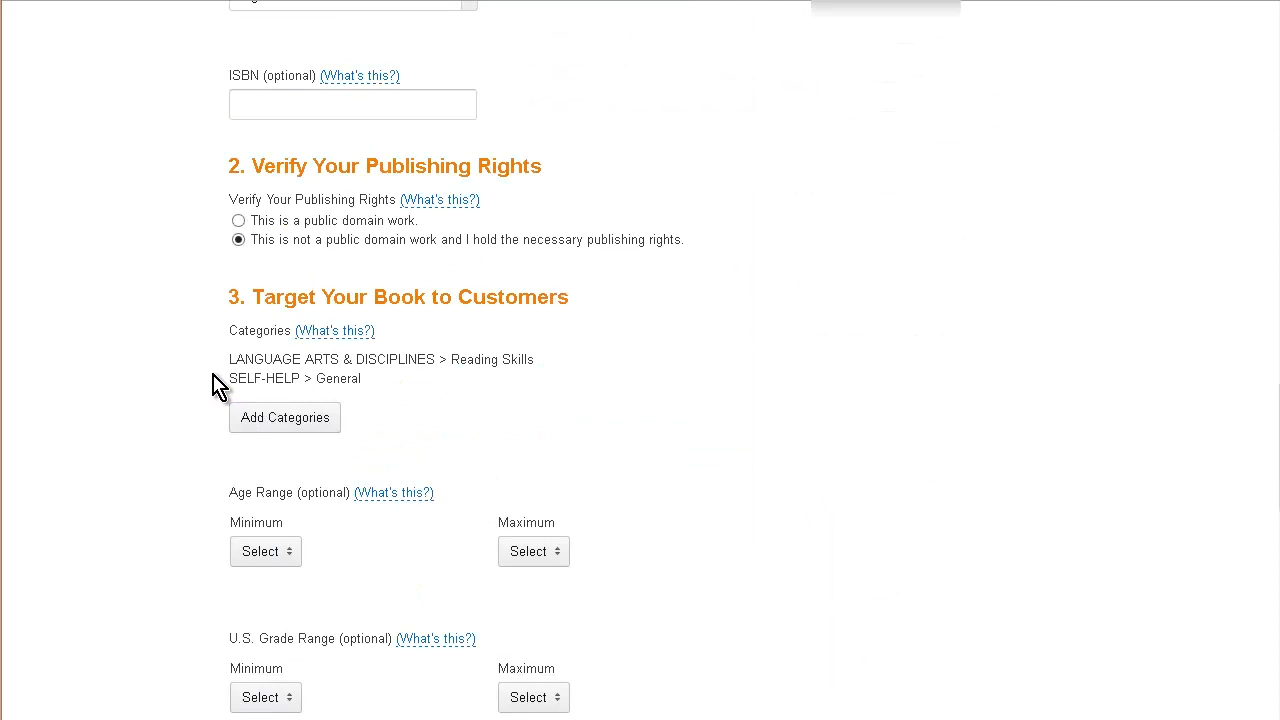 ISBN (optional) (What's this?)
2. Verify Your Publishing Rights
Verify Your Publishing Rights (What's this?)
This is a public domain work.
This is not a public domain work and I hold the necessary publishing rights.
3. Target Your Book to Customers
Categories (What's this?)
LANGUAGE ARTS & DISCIPLINES > Reading Skills
SELF-HELP > General
Add Categories
Age Range (optional) (What's this?)
Minimum Maximum
Select Select
U.S. Grade Range (optional) (What's this?)
Minimum Maximum
Select Select